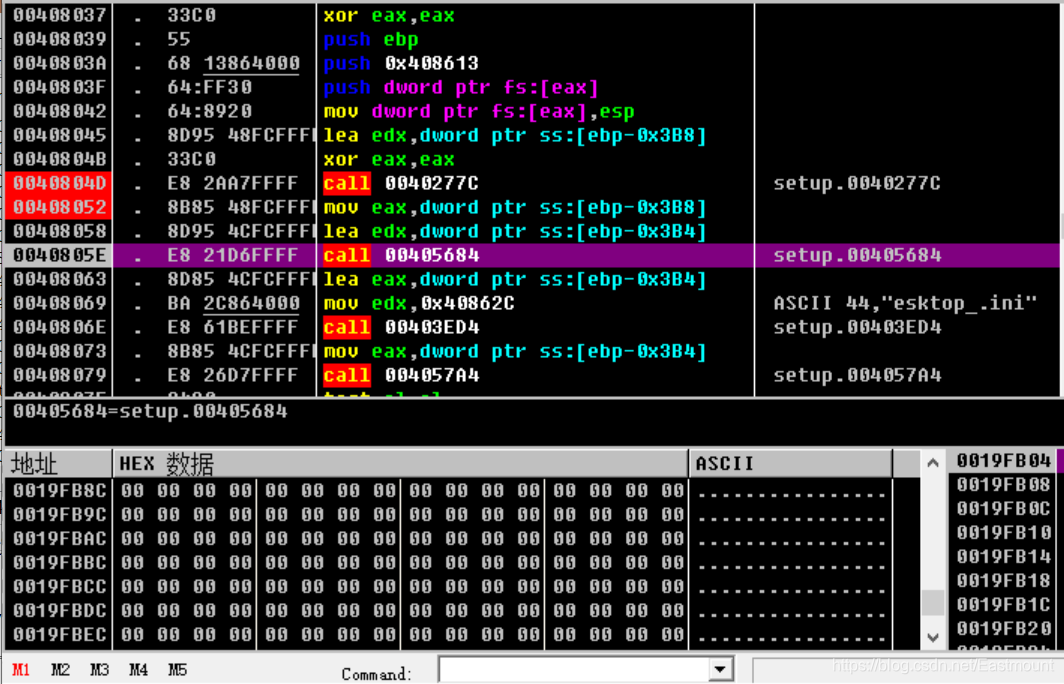 00408037 . 33C0 xor eax,eax
00408039 . 55 push ebp
0040803A . 68 13864000 push 0x408613
0040803F . 64:FF30 push dword ptr fs:[eax]
00408042 . 64:8920 mov dword ptr fs:[eax],esp
00408045 . 8D95 48FCFFFI lea edx,dword ptr ss:[ebp-0x3B8]
0040804B . 33C0 xor eax,eax
0040804D . E8 2AA7FFFF call 0040277C setup.0040277C
00408052 . 8B85 48FCFFFI mov eax,dword ptr ss:[ebp-0x3B8]
00408058 . 8D95 4CFCFFFI lea edx,dword ptr ss:[ebp-0x3B4]
0040805E . E8 21D6FFFF call 00405684 setup.00405684
00408063 . 8D85 4CFCFFFI lea eax,dword ptr ss:[ebp-0x3B4]
00408069 . BA 2C864000 mov edx,0x40862C ASCII 44,"esktop_.ini"
0040806E . E8 61BEFFFF call 00403ED4 setup.00403ED4
00408073 . 8B85 4CFCFFFI mov eax,dword ptr ss:[ebp-0x3B4]
00408079 . E8 26D7FFFF call 004057A4 setup.004057A4
00405684=setup.00405684
地址 HEX 数据 ASCII 0019FB04
0019FB8C 00 00 00 00 00 00 00 00 00 00 00 00 00 00 00 00 ................ 0019FB08
0019FB9C 00 00 00 00 00 00 00 00 00 00 00 00 00 00 00 00 ................ 0019FB0C
0019FBAC 00 00 00 00 00 00 00 00 00 00 00 00 00 00 00 00 ................ 0019FB10
0019FBBC 00 00 00 00 00 00 00 00 00 00 00 00 00 00 00 00 ................ 0019FB14
0019FBCC 00 00 00 00 00 00 00 00 00 00 00 00 00 00 00 00 ................ 0019FB18
0019FBDC 00 00 00 00 00 00 00 00 00 00 00 00 00 00 00 00 ................ 0019FB1C
0019FBEC 00 00 00 00 00 00 00 00 00 00 00 00 00 00 00 00 ................ 0019FB20
M1 M2 M3 M4 M5 Command:
https://blog.csdn.net/Eastmount